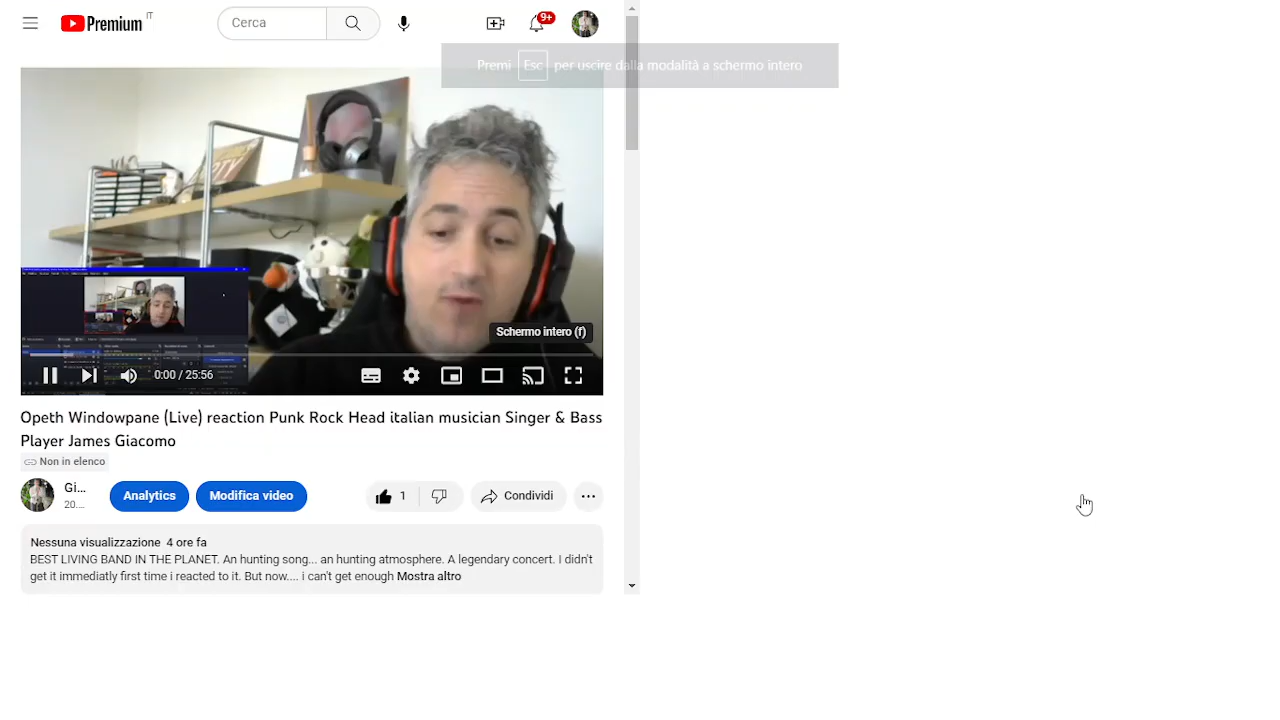 Premium IT
Cerca
9+
Premi Esc per uscire dalla modalità a schermo intero
Schermo intero (f)
0:00 / 25:56
Opeth Windowpane (Live) reaction Punk Rock Head italian musician Singer & Bass
Player James Giacomo
Non in elenco
Gi...
20....
Analytics
Modifica video
1
Condividi
Nessuna visualizzazione 4 ore fa
BEST LIVING BAND IN THE PLANET. An hunting song... an hunting atmosphere. A legendary concert. I didn't
get it immediatly first time i reacted to it. But now.... i can't get enough Mostra altro